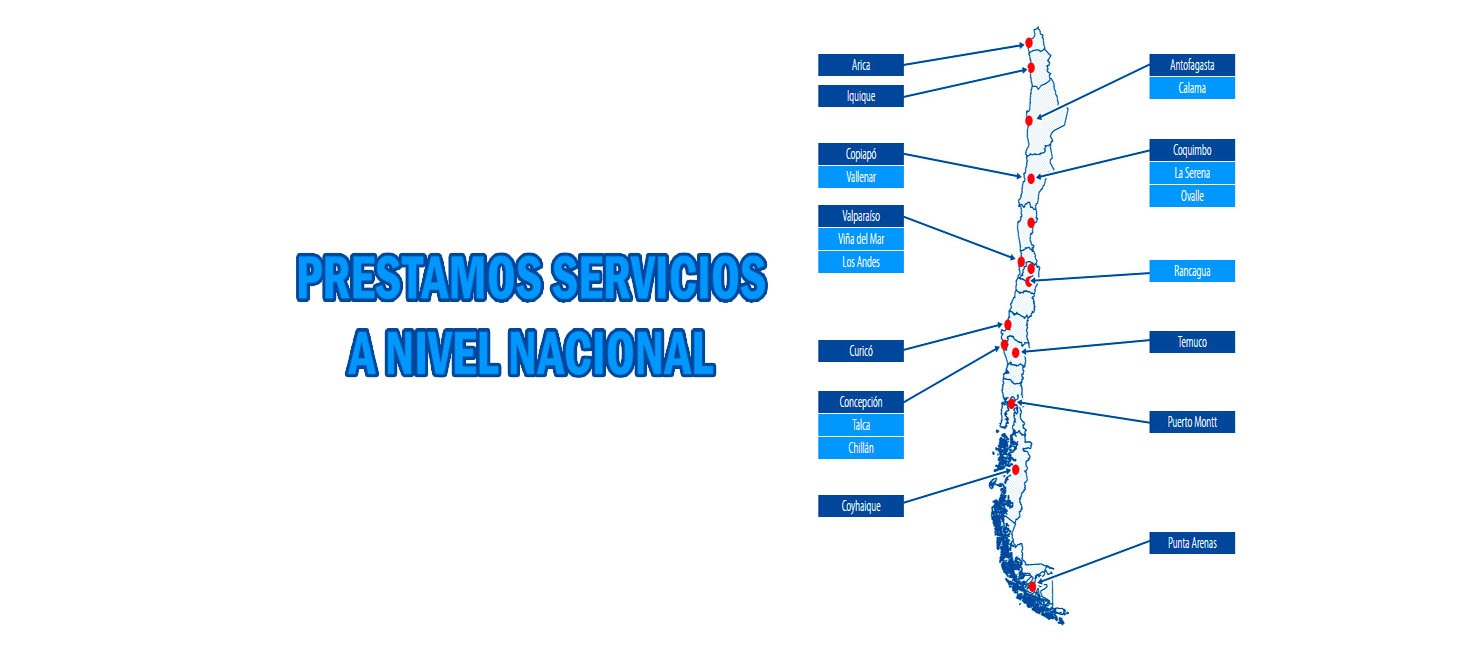 PRESTAMOS SERVICIOS
A NIVEL NACIONAL
Arica
Iquique
Copiapó
Vallenar
Valparaíso
Viña del Mar
Los Andes
Curicó
Concepción
Talca
Chillán
Coyhaique
Antofagasta
Calama
Coquimbo
La Serena
Ovalle
Rancagua
Temuco
Puerto Montt
Punta Arenas